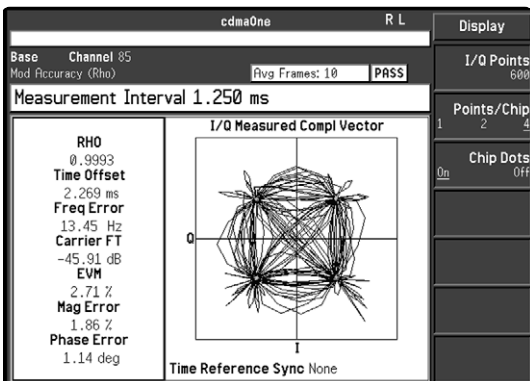 cdmaOne
R L
Base Channel 85
Mod Accuracy (Rho)
Avg Frames: 10
PASS
Measurement Interval 1.250 ms
RHO
0.9993
Time Offset
2.269 ms
Freq Error
13.45 Hz
Carrier FT
-45.91 dB
EVM
2.71 %
Mag Error
1.86 %
Phase Error
1.14 deg
I/Q Measured Compl Vector
Q
I
Time Reference Sync None
Display
I/Q Points
600
Points/Chip
1 2 4
Chip Dots
On Off